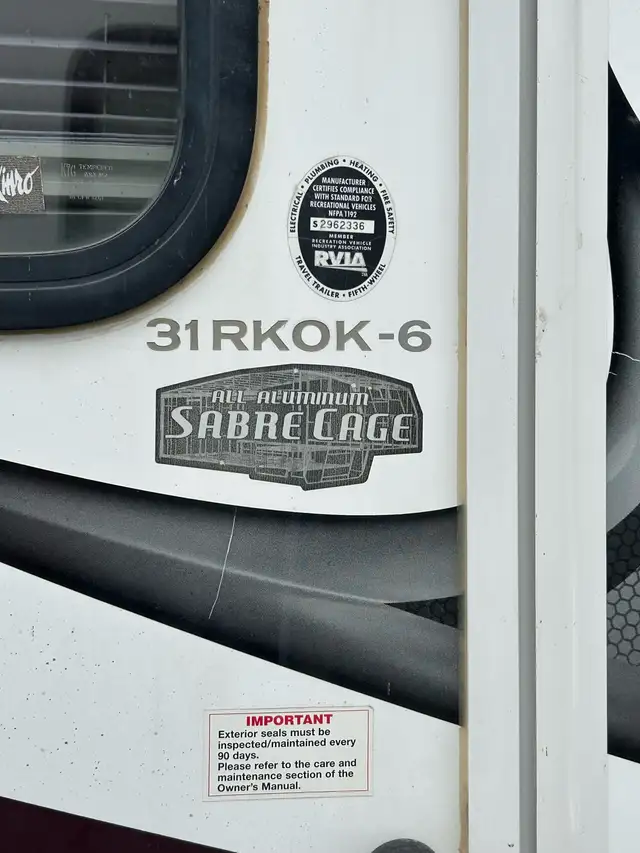 ELECTRICAL • PLUMBING • HEATING • FIRE SAFETY
MANUFACTURER
CERTIFIES COMPLIANCE
WITH STANDARD FOR
RECREATIONAL VEHICLES
NFPA 1192
S 2962336
MEMBER
RECREATION VEHICLE
INDUSTRY ASSOCIATION
RVIA
TRAVEL TRAILER • FIFTH-WHEEL
31RKOK-6
ALL ALUMINUM
SABRE CAGE
IMPORTANT
Exterior seals must be
inspected/maintained every
90 days.
Please refer to the care and
maintenance section of the
Owner's Manual.